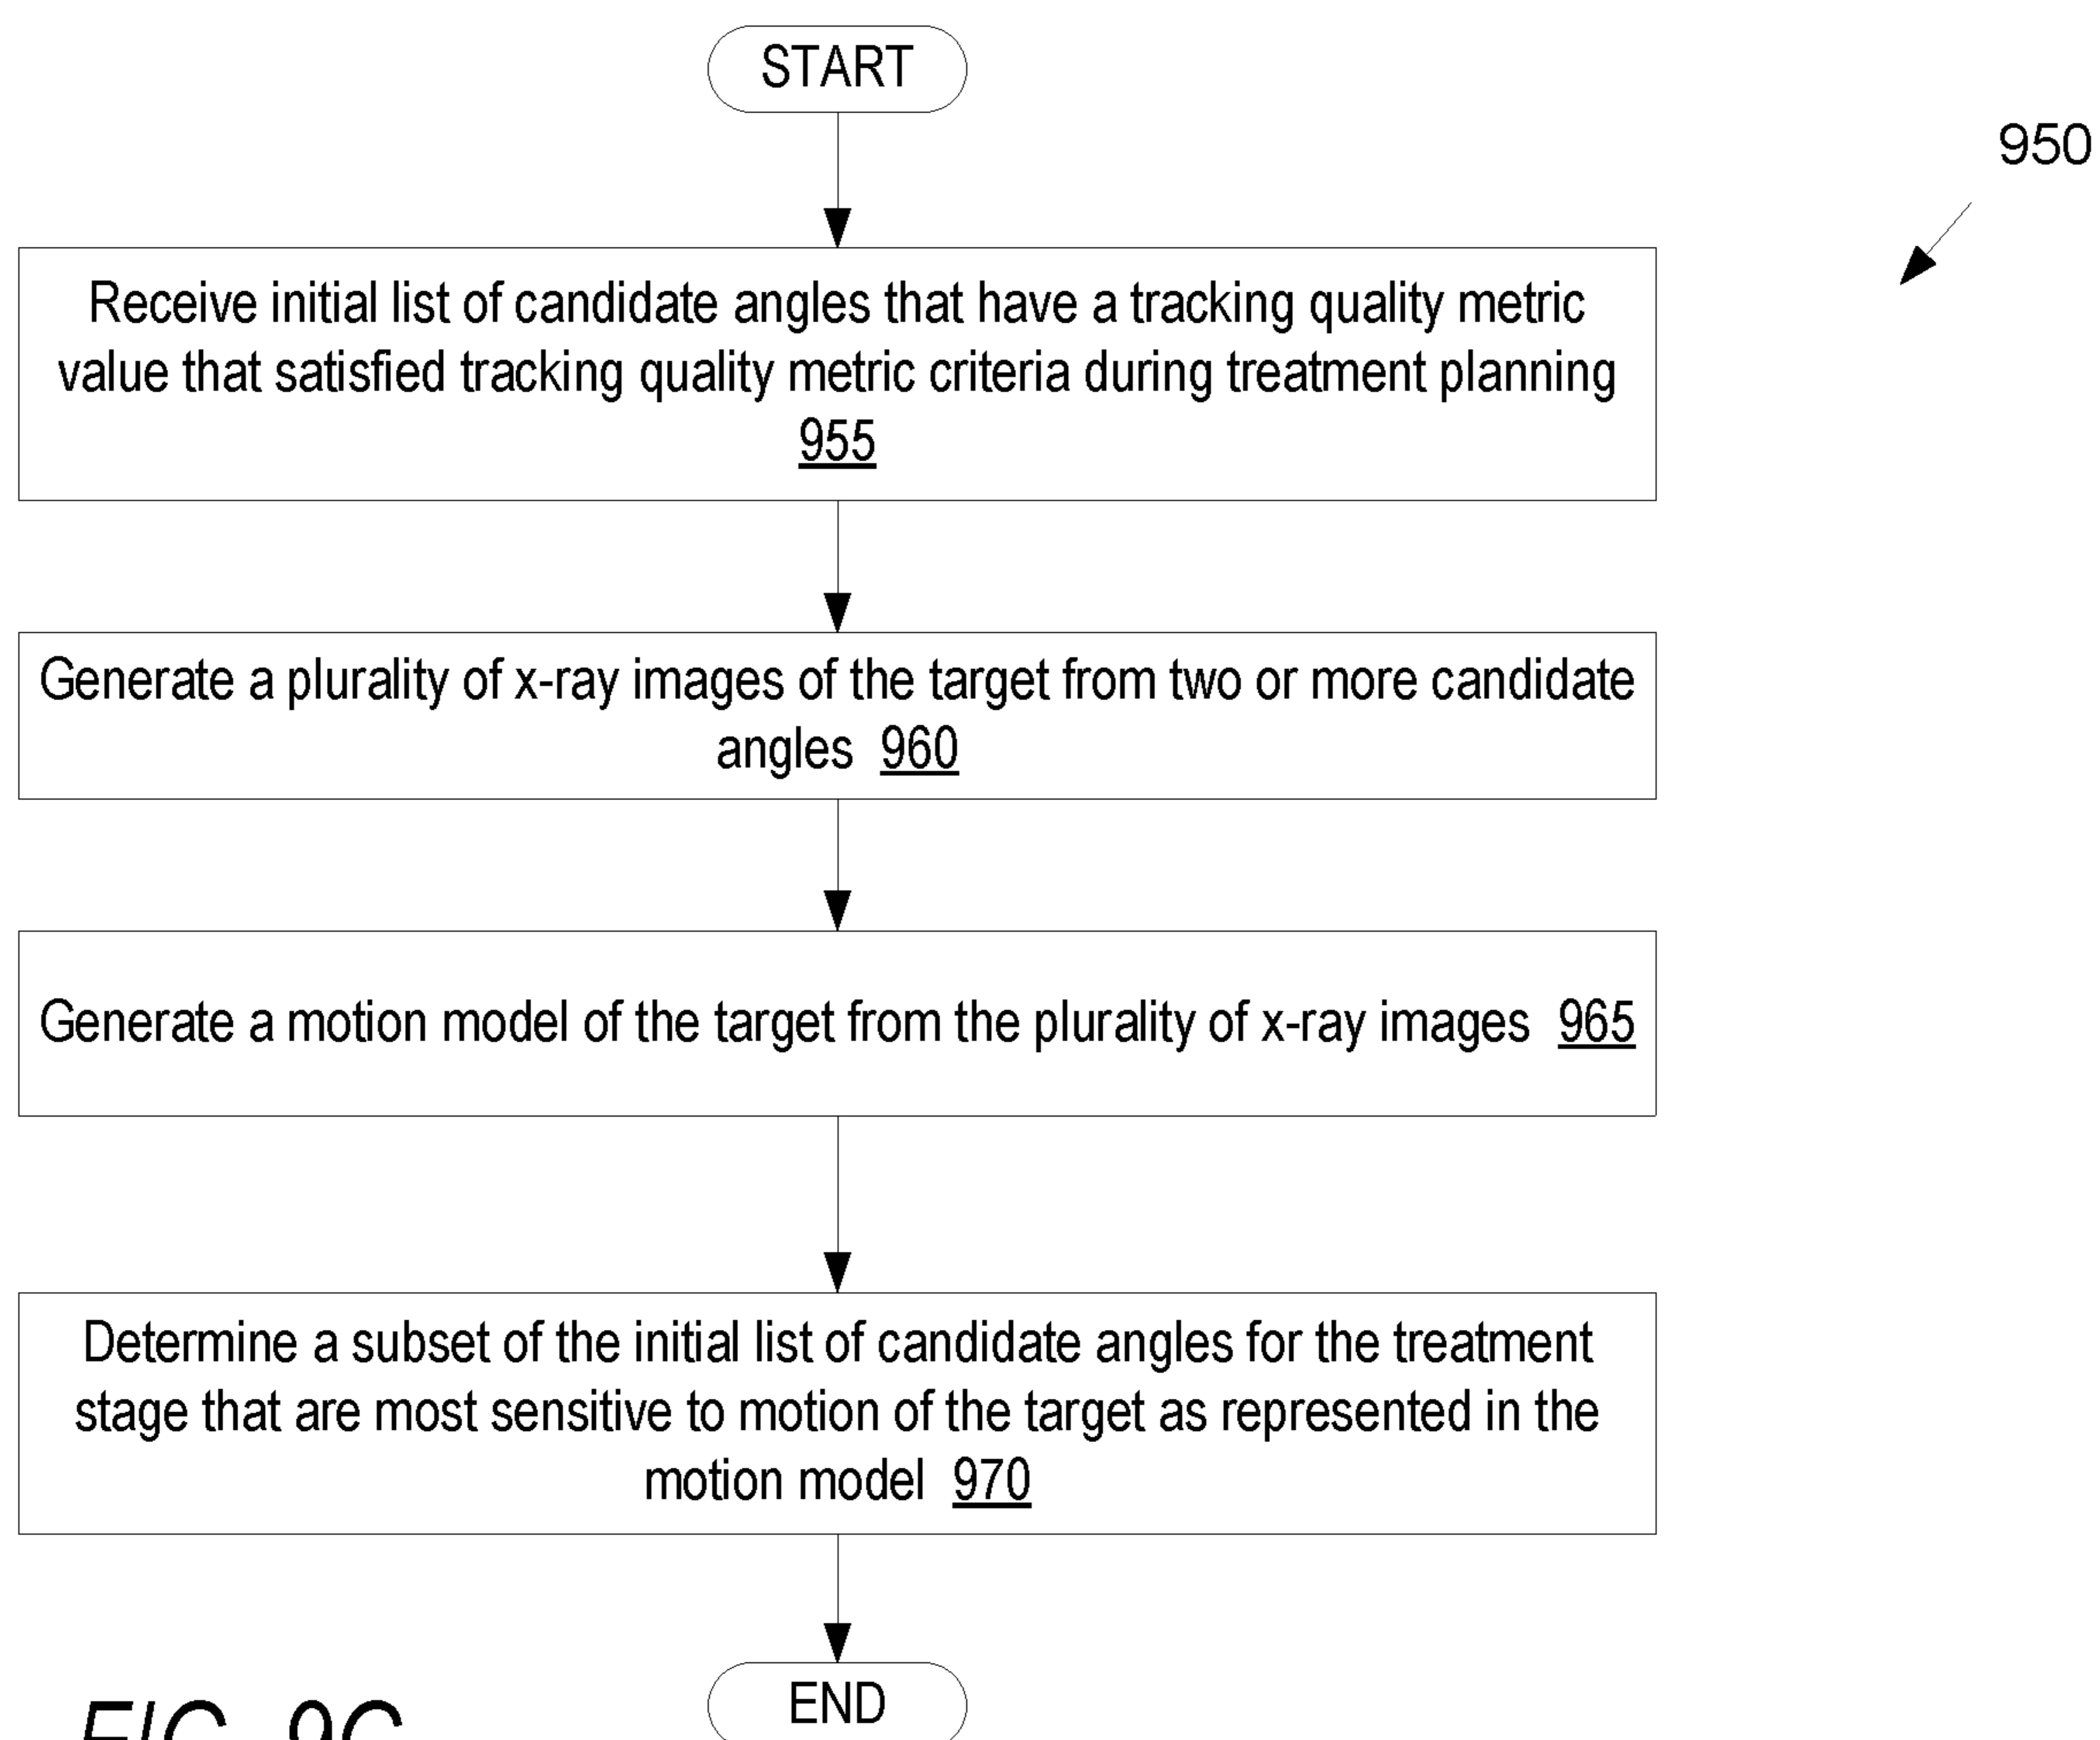 START
950
Receive initial list of candidate angles that have a tracking quality metric
value that satisfied tracking quality metric criteria during treatment planning
955
Generate a plurality of x-ray images of the target from two or more candidate
angles 960
Generate a motion model of the target from the plurality of x-ray images 965
Determine a subset of the initial list of candidate angles for the treatment
stage that are most sensitive to motion of the target as represented in the
motion model 970
END
FIG. 9C